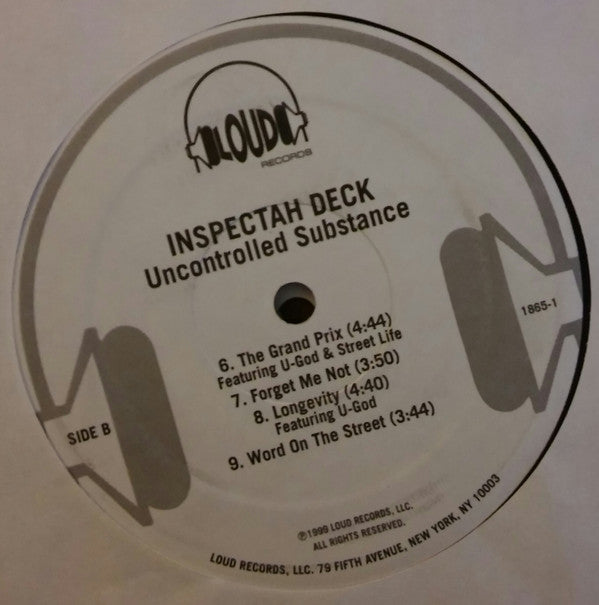 LOUD
RECORDS
INSPECTAH DECK
Uncontrolled Substance
1865-1
6. The Grand Prix (4:44)
Featuring U-God & Street Life
7. Forget Me Not (3:50)
8. Longevity (4:40)
Featuring U-God
9. Word On The Street (3:44)
SIDE B
℗1999 LOUD RECORDS, LLC.
ALL RIGHTS RESERVED.
LOUD RECORDS, LLC. 79 FIFTH AVENUE, NEW YORK, NY 10003